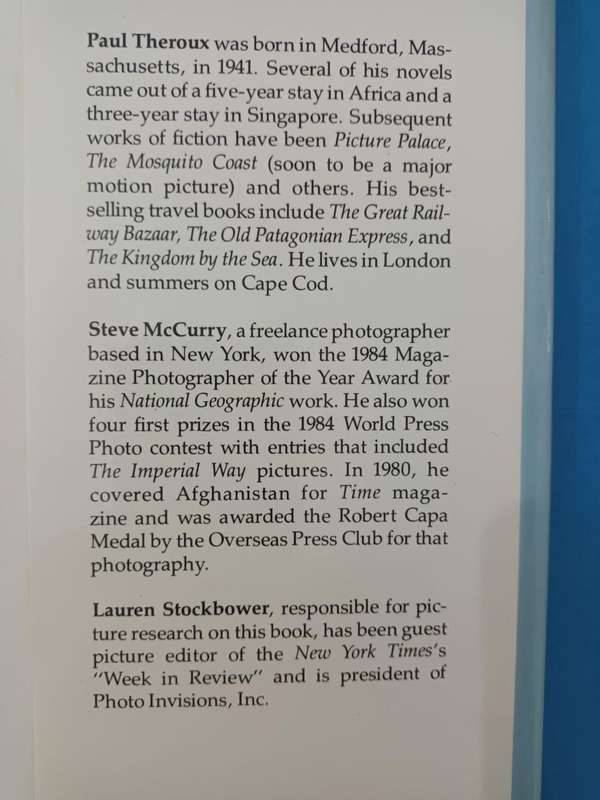 Paul Theroux was born in Medford, Mas-
sachusetts, in 1941. Several of his novels
came out of a five-year stay in Africa and a
three-year stay in Singapore. Subsequent
works of fiction have been Picture Palace,
The Mosquito Coast (soon to be a major
motion picture) and others. His best-
selling travel books include The Great Rail-
way Bazaar, The Old Patagonian Express, and
The Kingdom by the Sea. He lives in London
and summers on Cape Cod.
Steve McCurry, a freelance photographer
based in New York, won the 1984 Maga-
zine Photographer of the Year Award for
his National Geographic work. He also won
four first prizes in the 1984 World Press
Photo contest with entries that included
The Imperial Way pictures. In 1980, he
covered Afghanistan for Time maga-
zine and was awarded the Robert Capa
Medal by the Overseas Press Club for that
photography.
Lauren Stockbower, responsible for pic-
ture research on this book, has been guest
picture editor of the New York Times's
"Week in Review" and is president of
Photo Invisions, Inc.